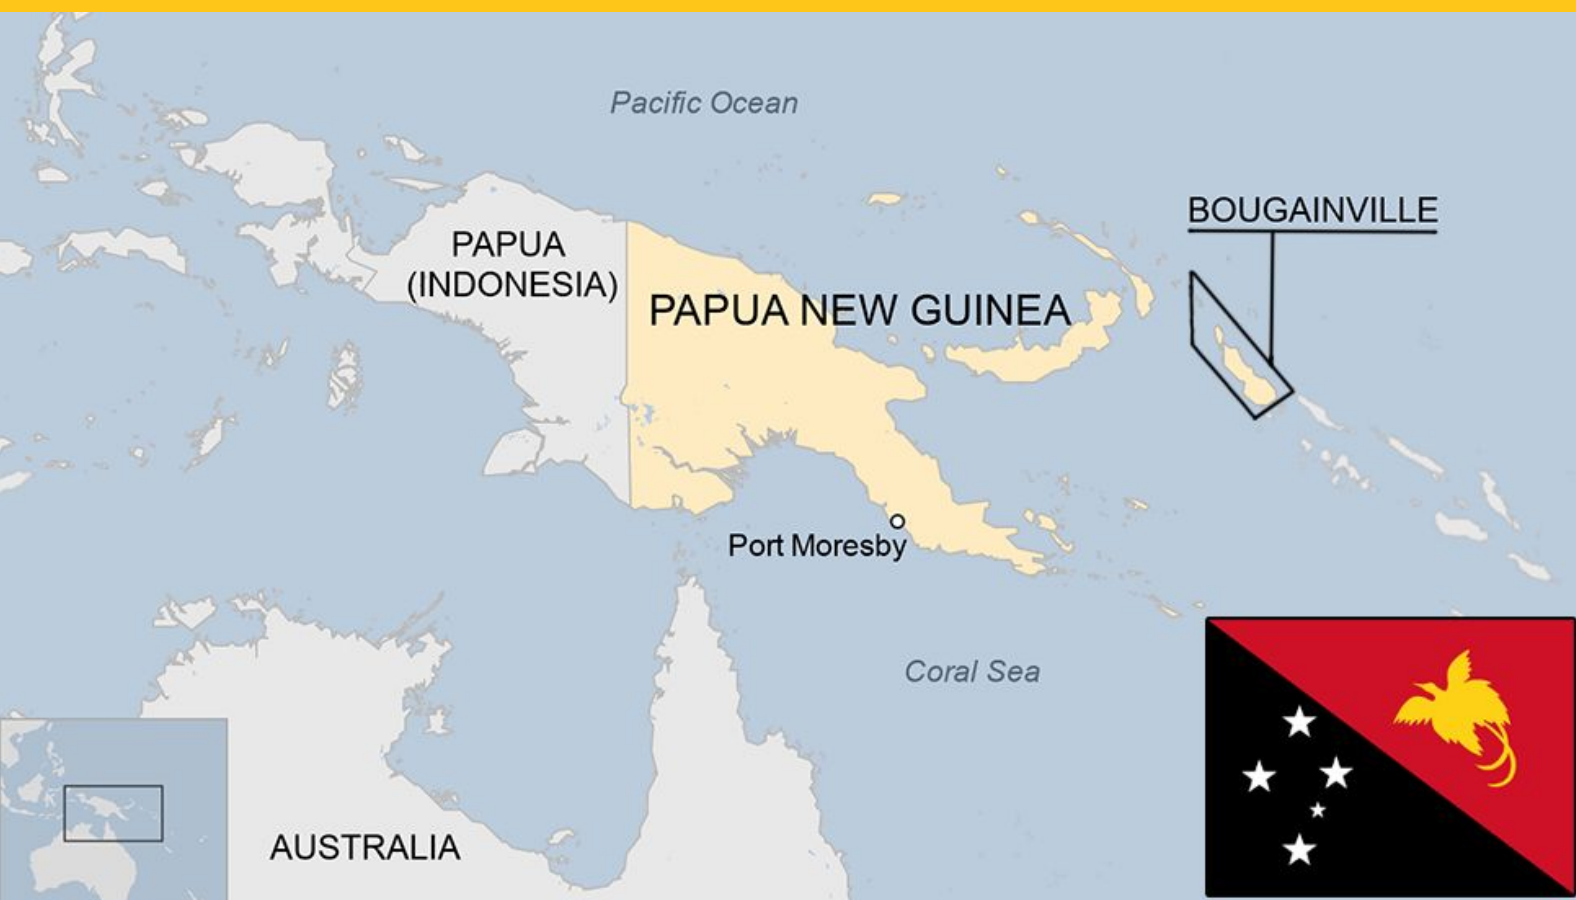 Pacific Ocean
BOUGAINVILLE
PAPUA
(INDONESIA)
PAPUA NEW GUINEA
Port Moresby
Coral Sea
AUSTRALIA